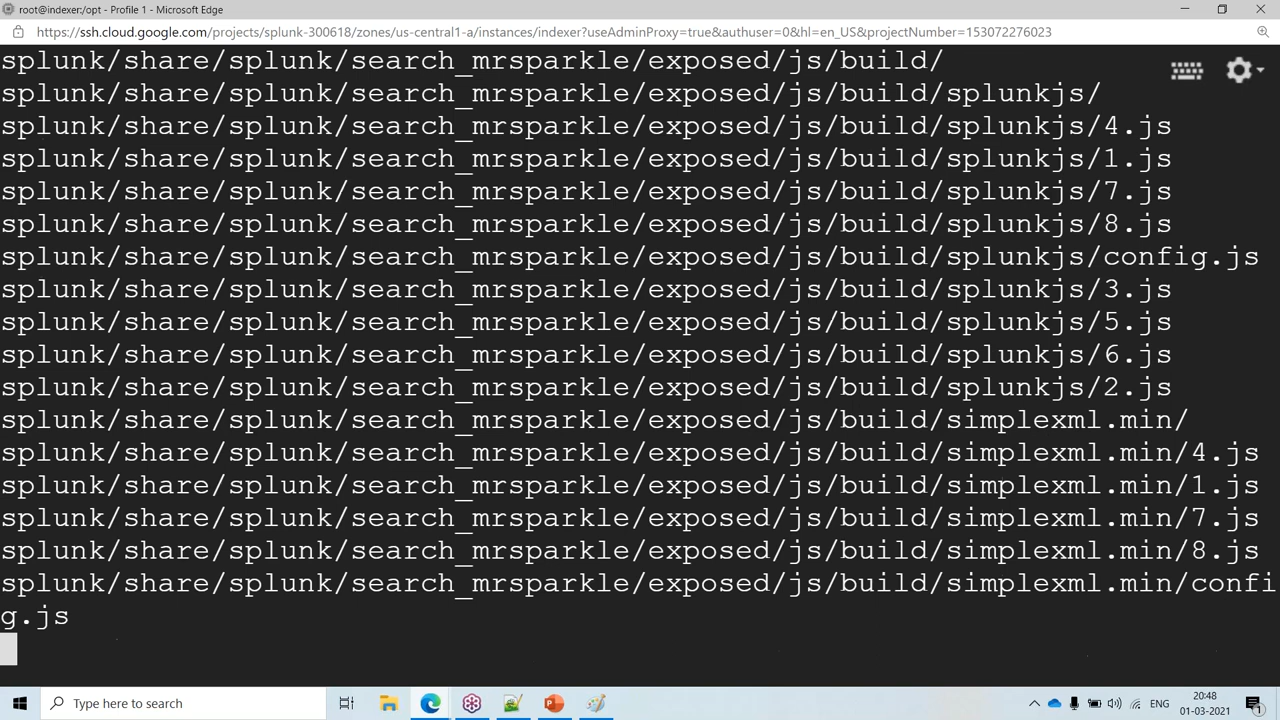 root@indexer:/opt - Profile 1 - Microsoft Edge
https://ssh.cloud.google.com/projects/splunk-300618/zones/us-central1-a/instances/indexer?useAdminProxy=true&authuser=0&hl=en_US&projectNumber=153072276023
splunk/share/splunk/search_mrsparkle/exposed/js/build/
splunk/share/splunk/search_mrsparkle/exposed/js/build/splunkjs/
splunk/share/splunk/search_mrsparkle/exposed/js/build/splunkjs/4.js
splunk/share/splunk/search_mrsparkle/exposed/js/build/splunkjs/1.js
splunk/share/splunk/search_mrsparkle/exposed/js/build/splunkjs/7.js
splunk/share/splunk/search_mrsparkle/exposed/js/build/splunkjs/8.js
splunk/share/splunk/search_mrsparkle/exposed/js/build/splunkjs/config.js
splunk/share/splunk/search_mrsparkle/exposed/js/build/splunkjs/3.js
splunk/share/splunk/search_mrsparkle/exposed/js/build/splunkjs/5.js
splunk/share/splunk/search_mrsparkle/exposed/js/build/splunkjs/6.js
splunk/share/splunk/search_mrsparkle/exposed/js/build/splunkjs/2.js
splunk/share/splunk/search_mrsparkle/exposed/js/build/simplexml.min/
splunk/share/splunk/search_mrsparkle/exposed/js/build/simplexml.min/4.js
splunk/share/splunk/search_mrsparkle/exposed/js/build/simplexml.min/1.js
splunk/share/splunk/search_mrsparkle/exposed/js/build/simplexml.min/7.js
splunk/share/splunk/search_mrsparkle/exposed/js/build/simplexml.min/8.js
splunk/share/splunk/search_mrsparkle/exposed/js/build/simplexml.min/confi
g.js
Type here to search
ENG
20:48
01-03-2021
1